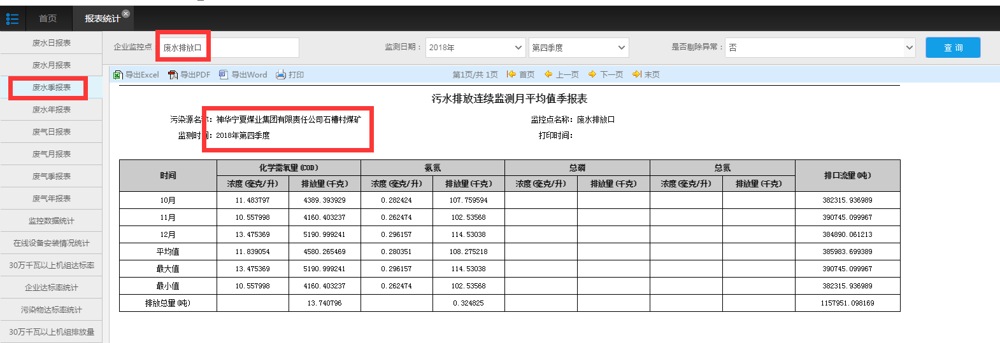 首页 报表统计
废水日报表
废水月报表
废水季报表
废水年报表
废气日报表
废气月报表
废气季报表
废气年报表
监控数据统计
在线设备安装情况统计
30万千瓦以上机组达标率
企业达标率统计
污染物达标率统计
30万千瓦以上机组排放量
企业监控点 废水排放口 监测日期： 2018年 第四季度 是否剔除异常： 否 查 询
导出Excel 导出PDF 导出Word 打印 第1页/共 1页 首页 上一页 下一页 末页
污水排放连续监测月平均值季报表
污染源名称： 神华宁夏煤业集团有限责任公司石槽村煤矿 监控点名称： 废水排放口
监测时间： 2018年第四季度 打印时间：
时间 化学需氧量(COD) 氨氮 总磷 总氮 排口流量(吨)
浓度(毫克/升) 排放量(千克) 浓度(毫克/升) 排放量(千克) 浓度(毫克/升) 排放量(千克) 浓度(毫克/升) 排放量(千克)
10月 11.483797 4389.393929 0.282424 107.759594 382315.936989
11月 10.557998 4160.403237 0.262474 102.53568 390745.099967
12月 13.475369 5190.999241 0.296157 114.53038 384890.061213
平均值 11.839054 4580.265469 0.280351 108.275218 385983.699389
最大值 13.475369 5190.999241 0.296157 114.53038 390745.099967
最小值 10.557998 4160.403237 0.262474 102.53568 382315.936989
排放总量(吨) 13.740796 0.324825 1157951.098169